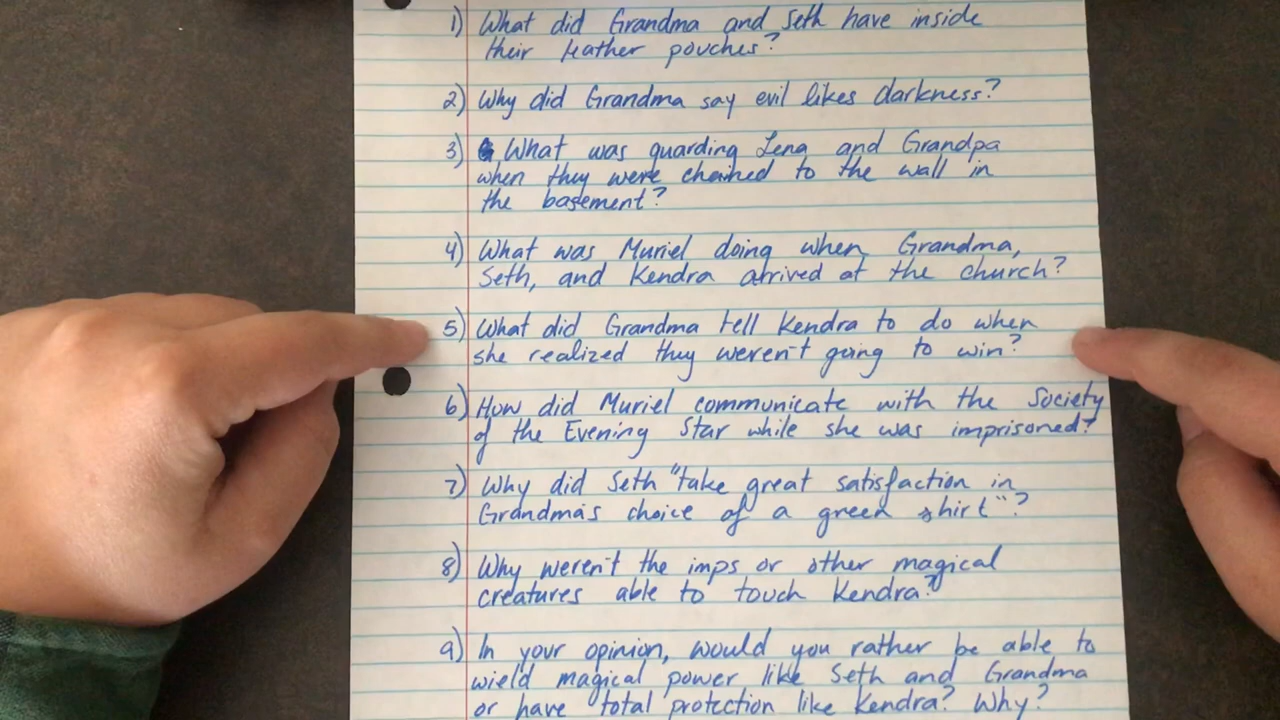 1) What did Grandma and Seth have inside
their leather pouches?
2) Why did Grandma say evil likes darkness?
3) What was guarding Lena and Grandpa
when they were chained to the wall in
the basement?
4) What was Muriel doing when Grandma,
Seth, and Kendra arrived at the church?
5) What did Grandma tell Kendra to do when
she realized they weren't going to win?
6) How did Muriel communicate with the Society
of the Evening Star while she was imprisoned?
7) Why did Seth "take great satisfaction in
Grandma's choice of a green shirt"?
8) Why weren't the imps or other magical
creatures able to touch Kendra?
9) In your opinion, would you rather be able to
wield magical power like Seth and Grandma
or have total protection like Kendra? Why?